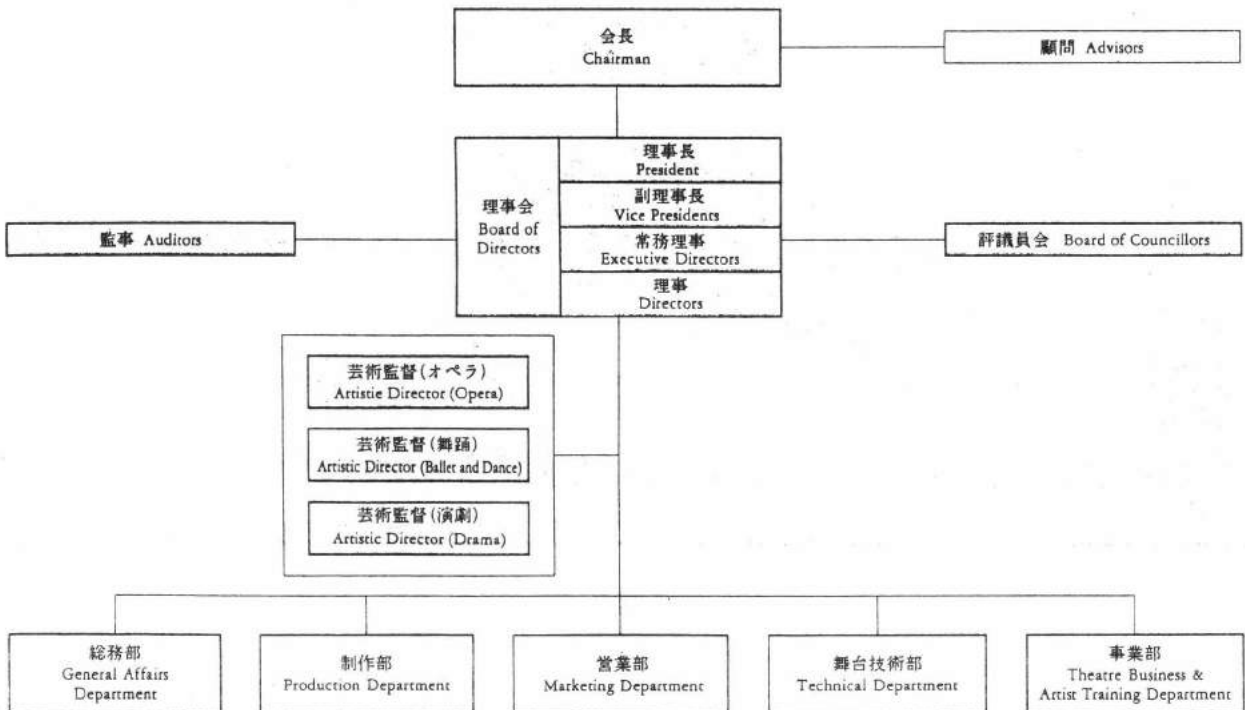 会長
Chairman
顧問 Advisors
理事長
President
副理事長
Vice Presidents
理事会
Board of
Directors
常務理事
Executive Directors
理事
Directors
監事 Auditors
評議員会 Board of Councillors
芸術監督(オペラ)
Artistie Director (Opera)
芸術監督(舞踊)
Artistic Director (Ballet and Dance)
芸術監督(演劇)
Artistic Director (Drama)
総務部
General Affairs
Department
制作部
Production Department
営業部
Marketing Department
舞台技術部
Technical Department
事業部
Theatre Business &
Artist Training Department